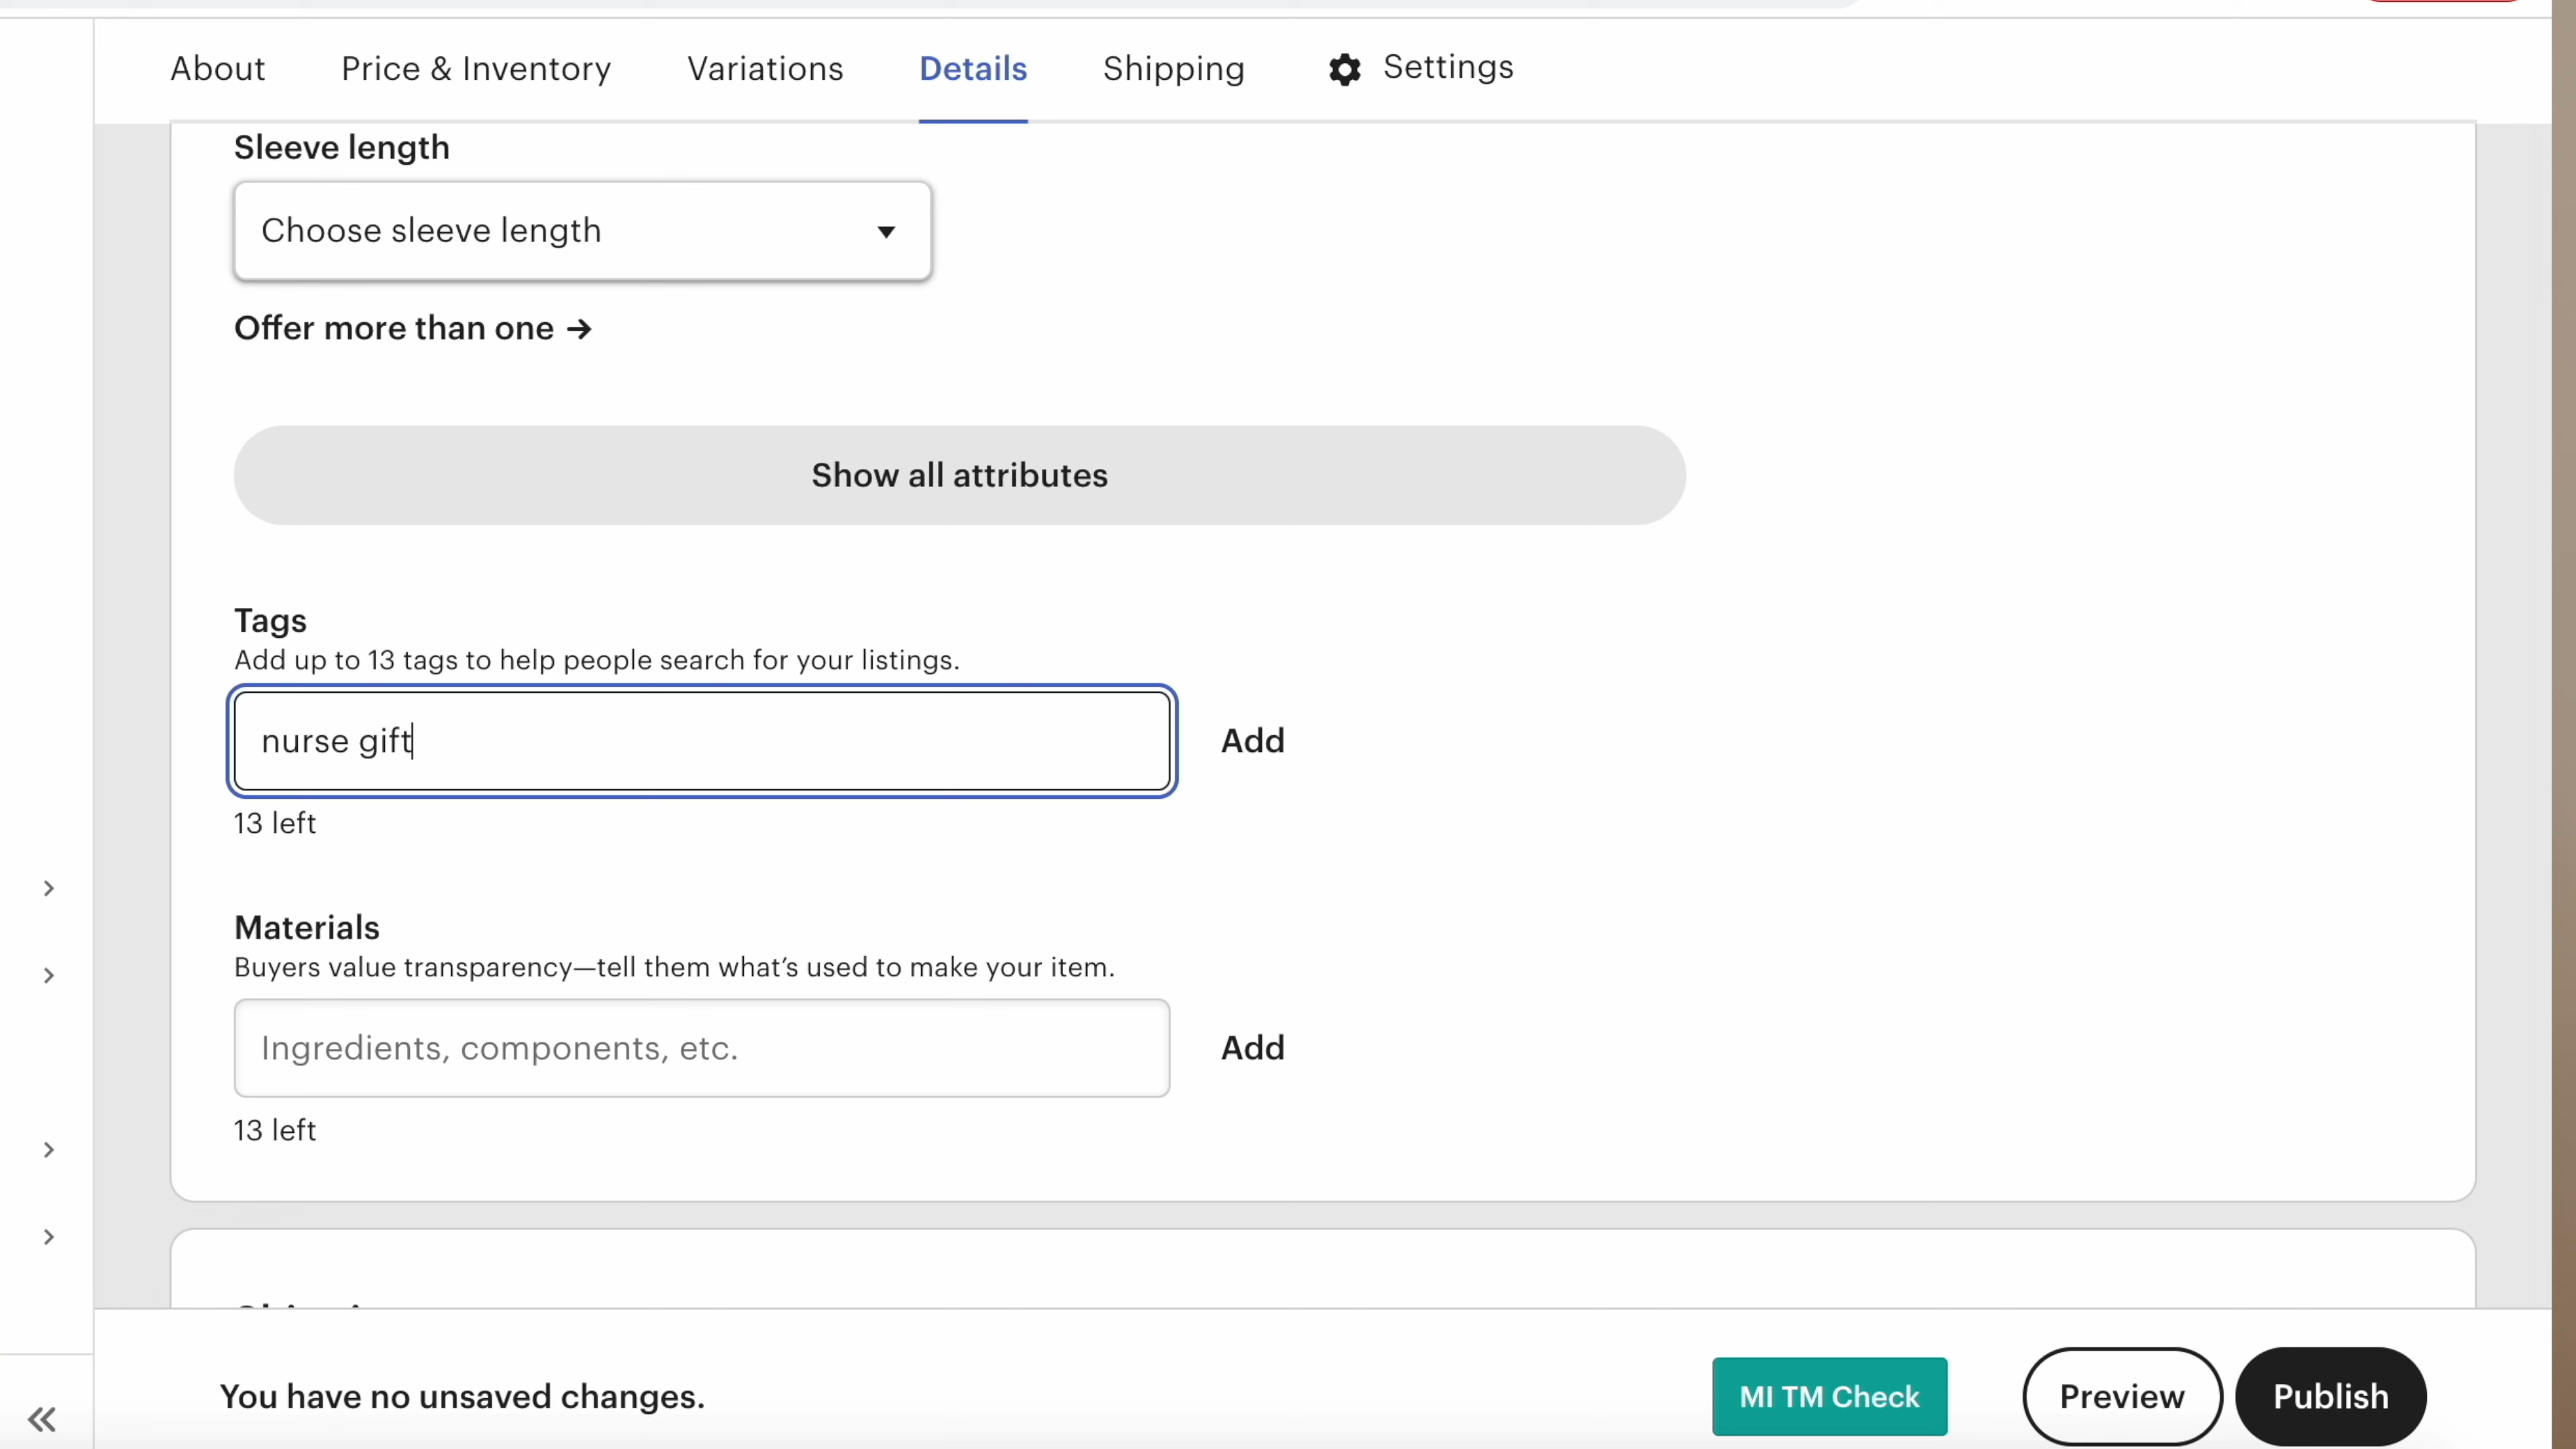 About
Price & Inventory
Variations
Details
Shipping
Settings
Sleeve length
Choose sleeve length
Offer more than one →
Show all attributes
Tags
Add up to 13 tags to help people search for your listings.
nurse gift
Add
13 left
Materials
Buyers value transparency—tell them what's used to make your item.
Ingredients, components, etc.
Add
13 left
You have no unsaved changes.
MI TM Check
Preview
Publish